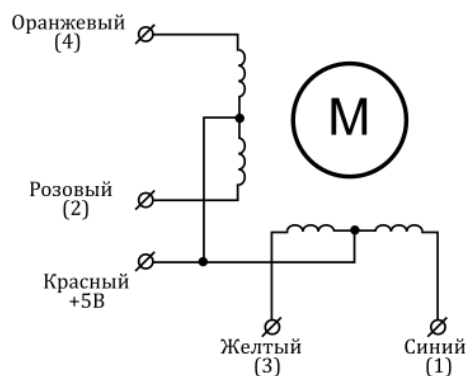 Оранжевый
(4)
М
Розовый
(2)
Красный
+5В
Желтый
(3)
Синий
(1)